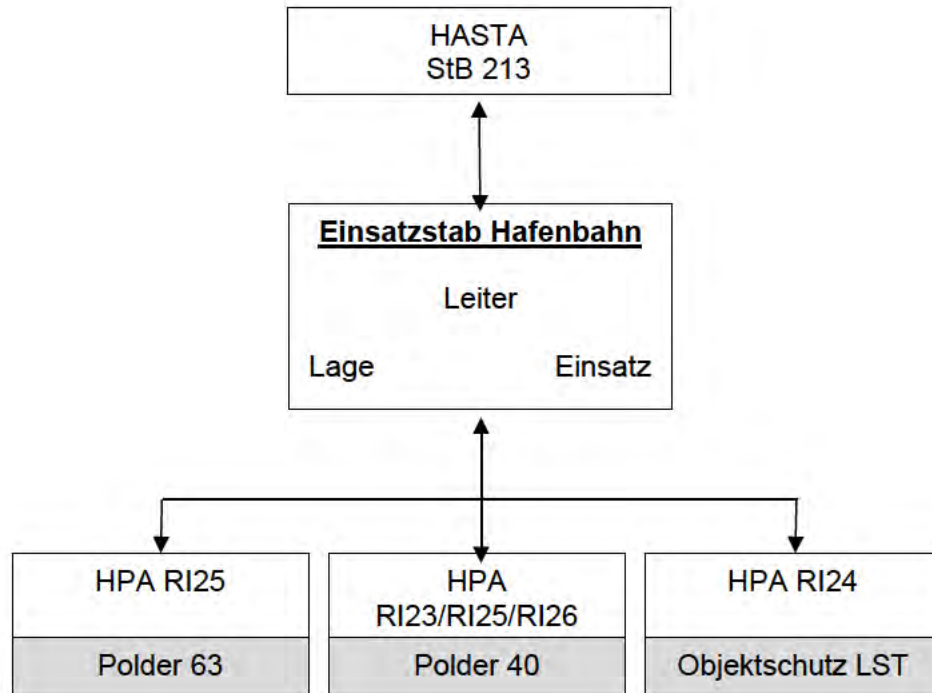 HASTA
StB 213
Einsatzstab Hafenbahn
Leiter
Lage Einsatz
HPA RI25
Polder 63
HPA
RI23/RI25/RI26
Polder 40
HPA RI24
Objektschutz LST